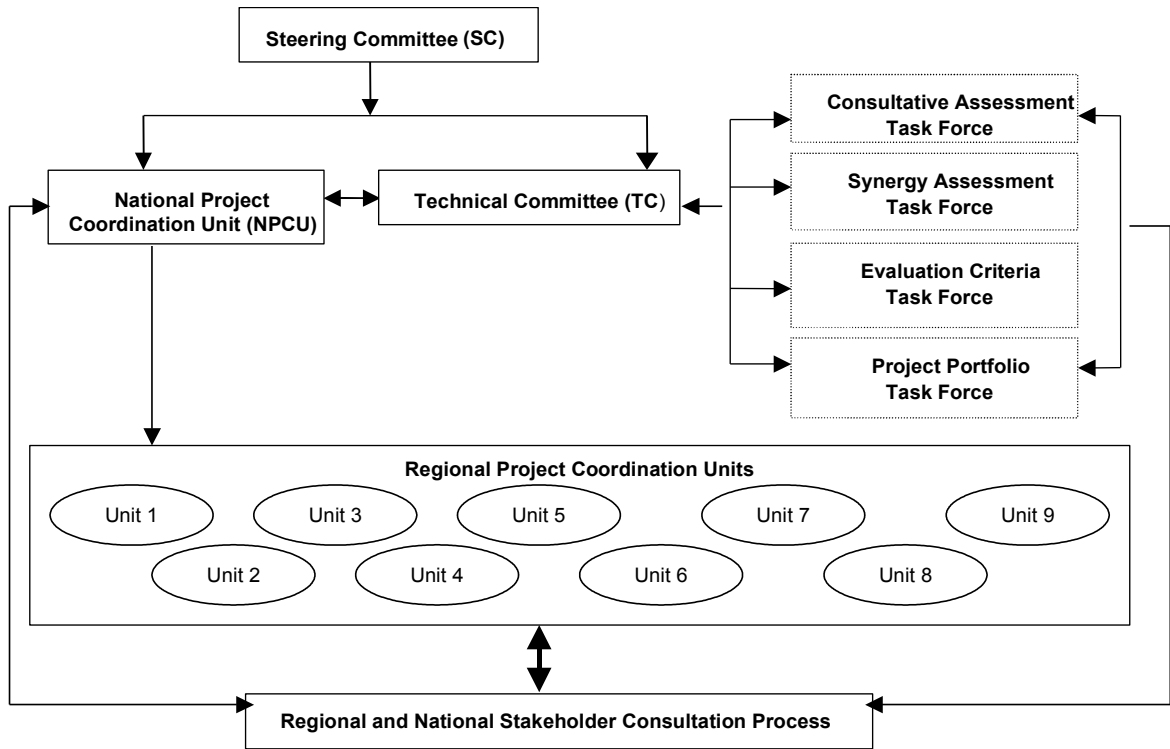 Steering Committee (SC)
National Project
Coordination Unit (NPCU)
Technical Committee (TC)
Consultative Assessment
Task Force
Synergy Assessment
Task Force
Evaluation Criteria
Task Force
Project Portfolio
Task Force
Regional Project Coordination Units
Unit 1
Unit 3
Unit 5
Unit 7
Unit 9
Unit 2
Unit 4
Unit 6
Unit 8
Regional and National Stakeholder Consultation Process